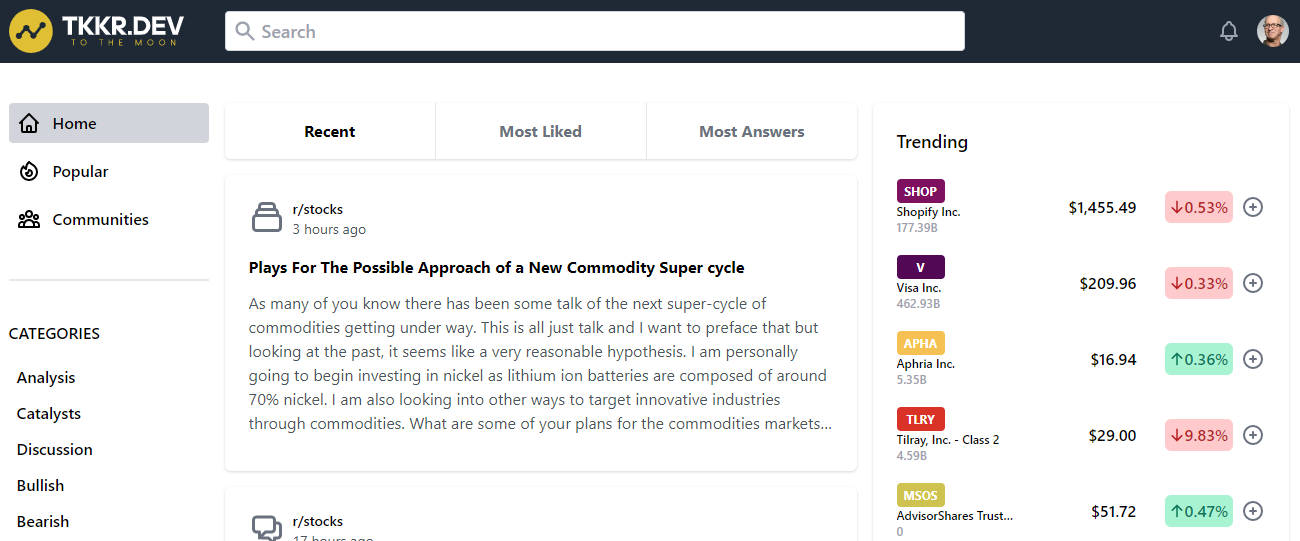 TKKR.DEV
TO THE MOON
Search
Home
Popular
Communities
CATEGORIES
Analysis
Catalysts
Discussion
Bullish
Bearish
Recent
Most Liked
Most Answers
r/stocks
3 hours ago
Plays For The Possible Approach of a New Commodity Super cycle
As many of you know there has been some talk of the next super-cycle of
commodities getting under way. This is all just talk and I want to preface that but
looking at the past, it seems like a very reasonable hypothesis. I am personally
going to begin investing in nickel as lithium ion batteries are composed of around
70% nickel. I am also looking into other ways to target innovative industries
through commodities. What are some of your plans for the commodities markets...
r/stocks
17 hours ago
Trending
SHOP
Shopify Inc.
177.39B
$1,455.49
↓0.53%
V
Visa Inc.
462.93B
$209.96
↓0.33%
APHA
Aphria Inc.
5.35B
$16.94
↑0.36%
TLRY
Tilray, Inc. - Class 2
4.59B
$29.00
↓9.83%
MSOS
AdvisorShares Trust...
0
$51.72
↑0.47%